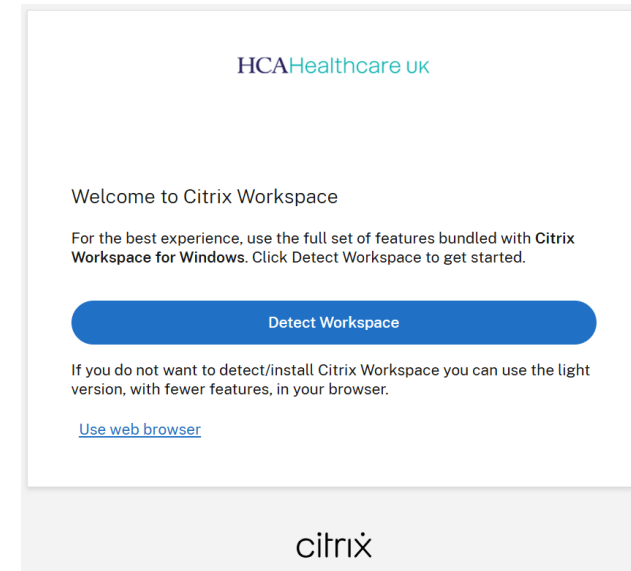 HCAHealthcare UK
Welcome to Citrix Workspace
For the best experience, use the full set of features bundled with Citrix
Workspace for Windows. Click Detect Workspace to get started.
Detect Workspace
If you do not want to detect/install Citrix Workspace you can use the light
version, with fewer features, in your browser.
Use web browser
citrix